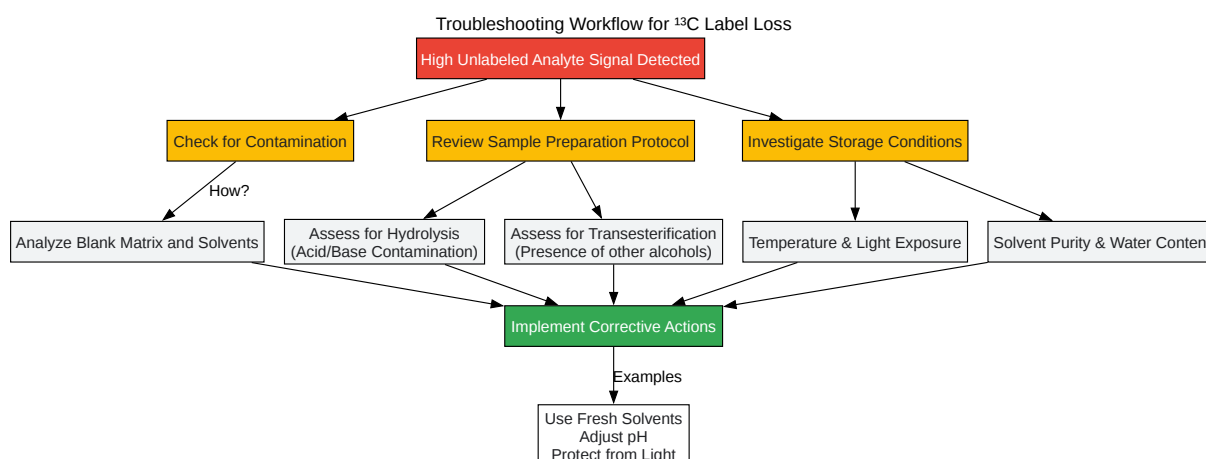 Troubleshooting Workflow for ¹³C Label Loss
High Unlabeled Analyte Signal Detected
Check for Contamination
Review Sample Preparation Protocol
Investigate Storage Conditions
How?
Analyze Blank Matrix and Solvents
Assess for Hydrolysis
(Acid/Base Contamination)
Assess for Transesterification
(Presence of other alcohols)
Temperature & Light Exposure
Solvent Purity & Water Conten
Implement Corrective Actions
Examples
Use Fresh Solvents
Adjust pH
Protect from Light